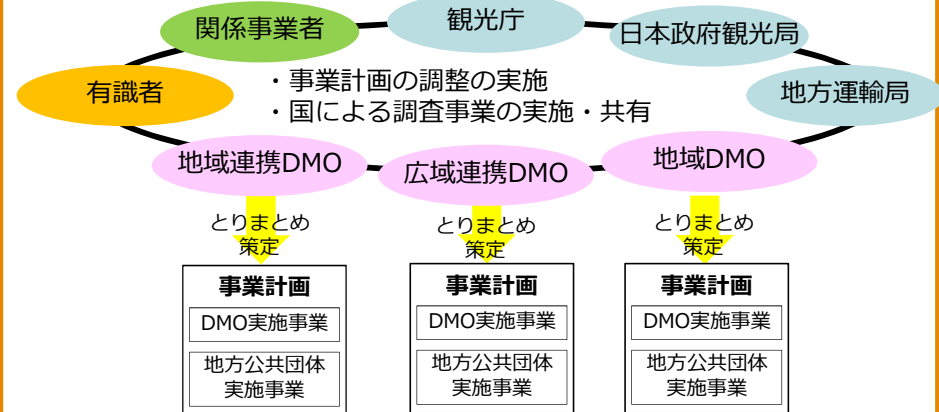 関係事業者
観光庁
日本政府観光局
有識者
・事業計画の調整の実施
・国による調査事業の実施・共有
地方運輸局
地域連携DMO
広域連携DMO
地域DMO
とりまとめ
策定
とりまとめ
策定
とりまとめ
策定
事業計画
DMO実施事業
地方公共団体
実施事業
事業計画
DMO実施事業
地方公共団体
実施事業
事業計画
DMO実施事業
地方公共団体
実施事業